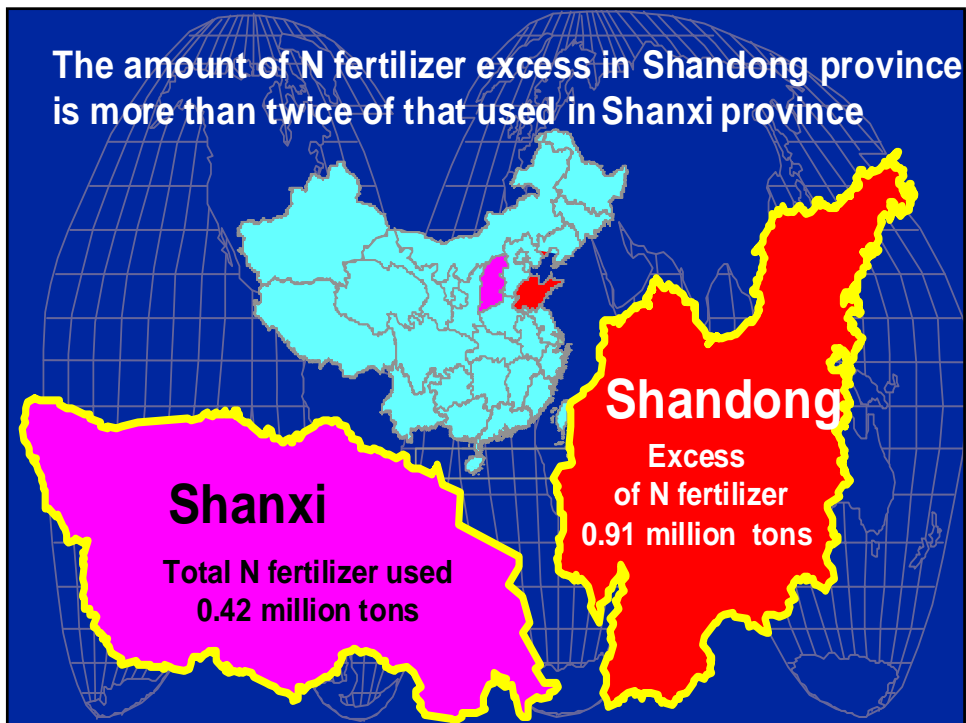 The amount of N fertilizer excess in Shandong province
is more than twice of that used in Shanxi province
Shandong
Excess
of N fertilizer
0.91 million tons
Shanxi
Total N fertilizer used
0.42 million tons